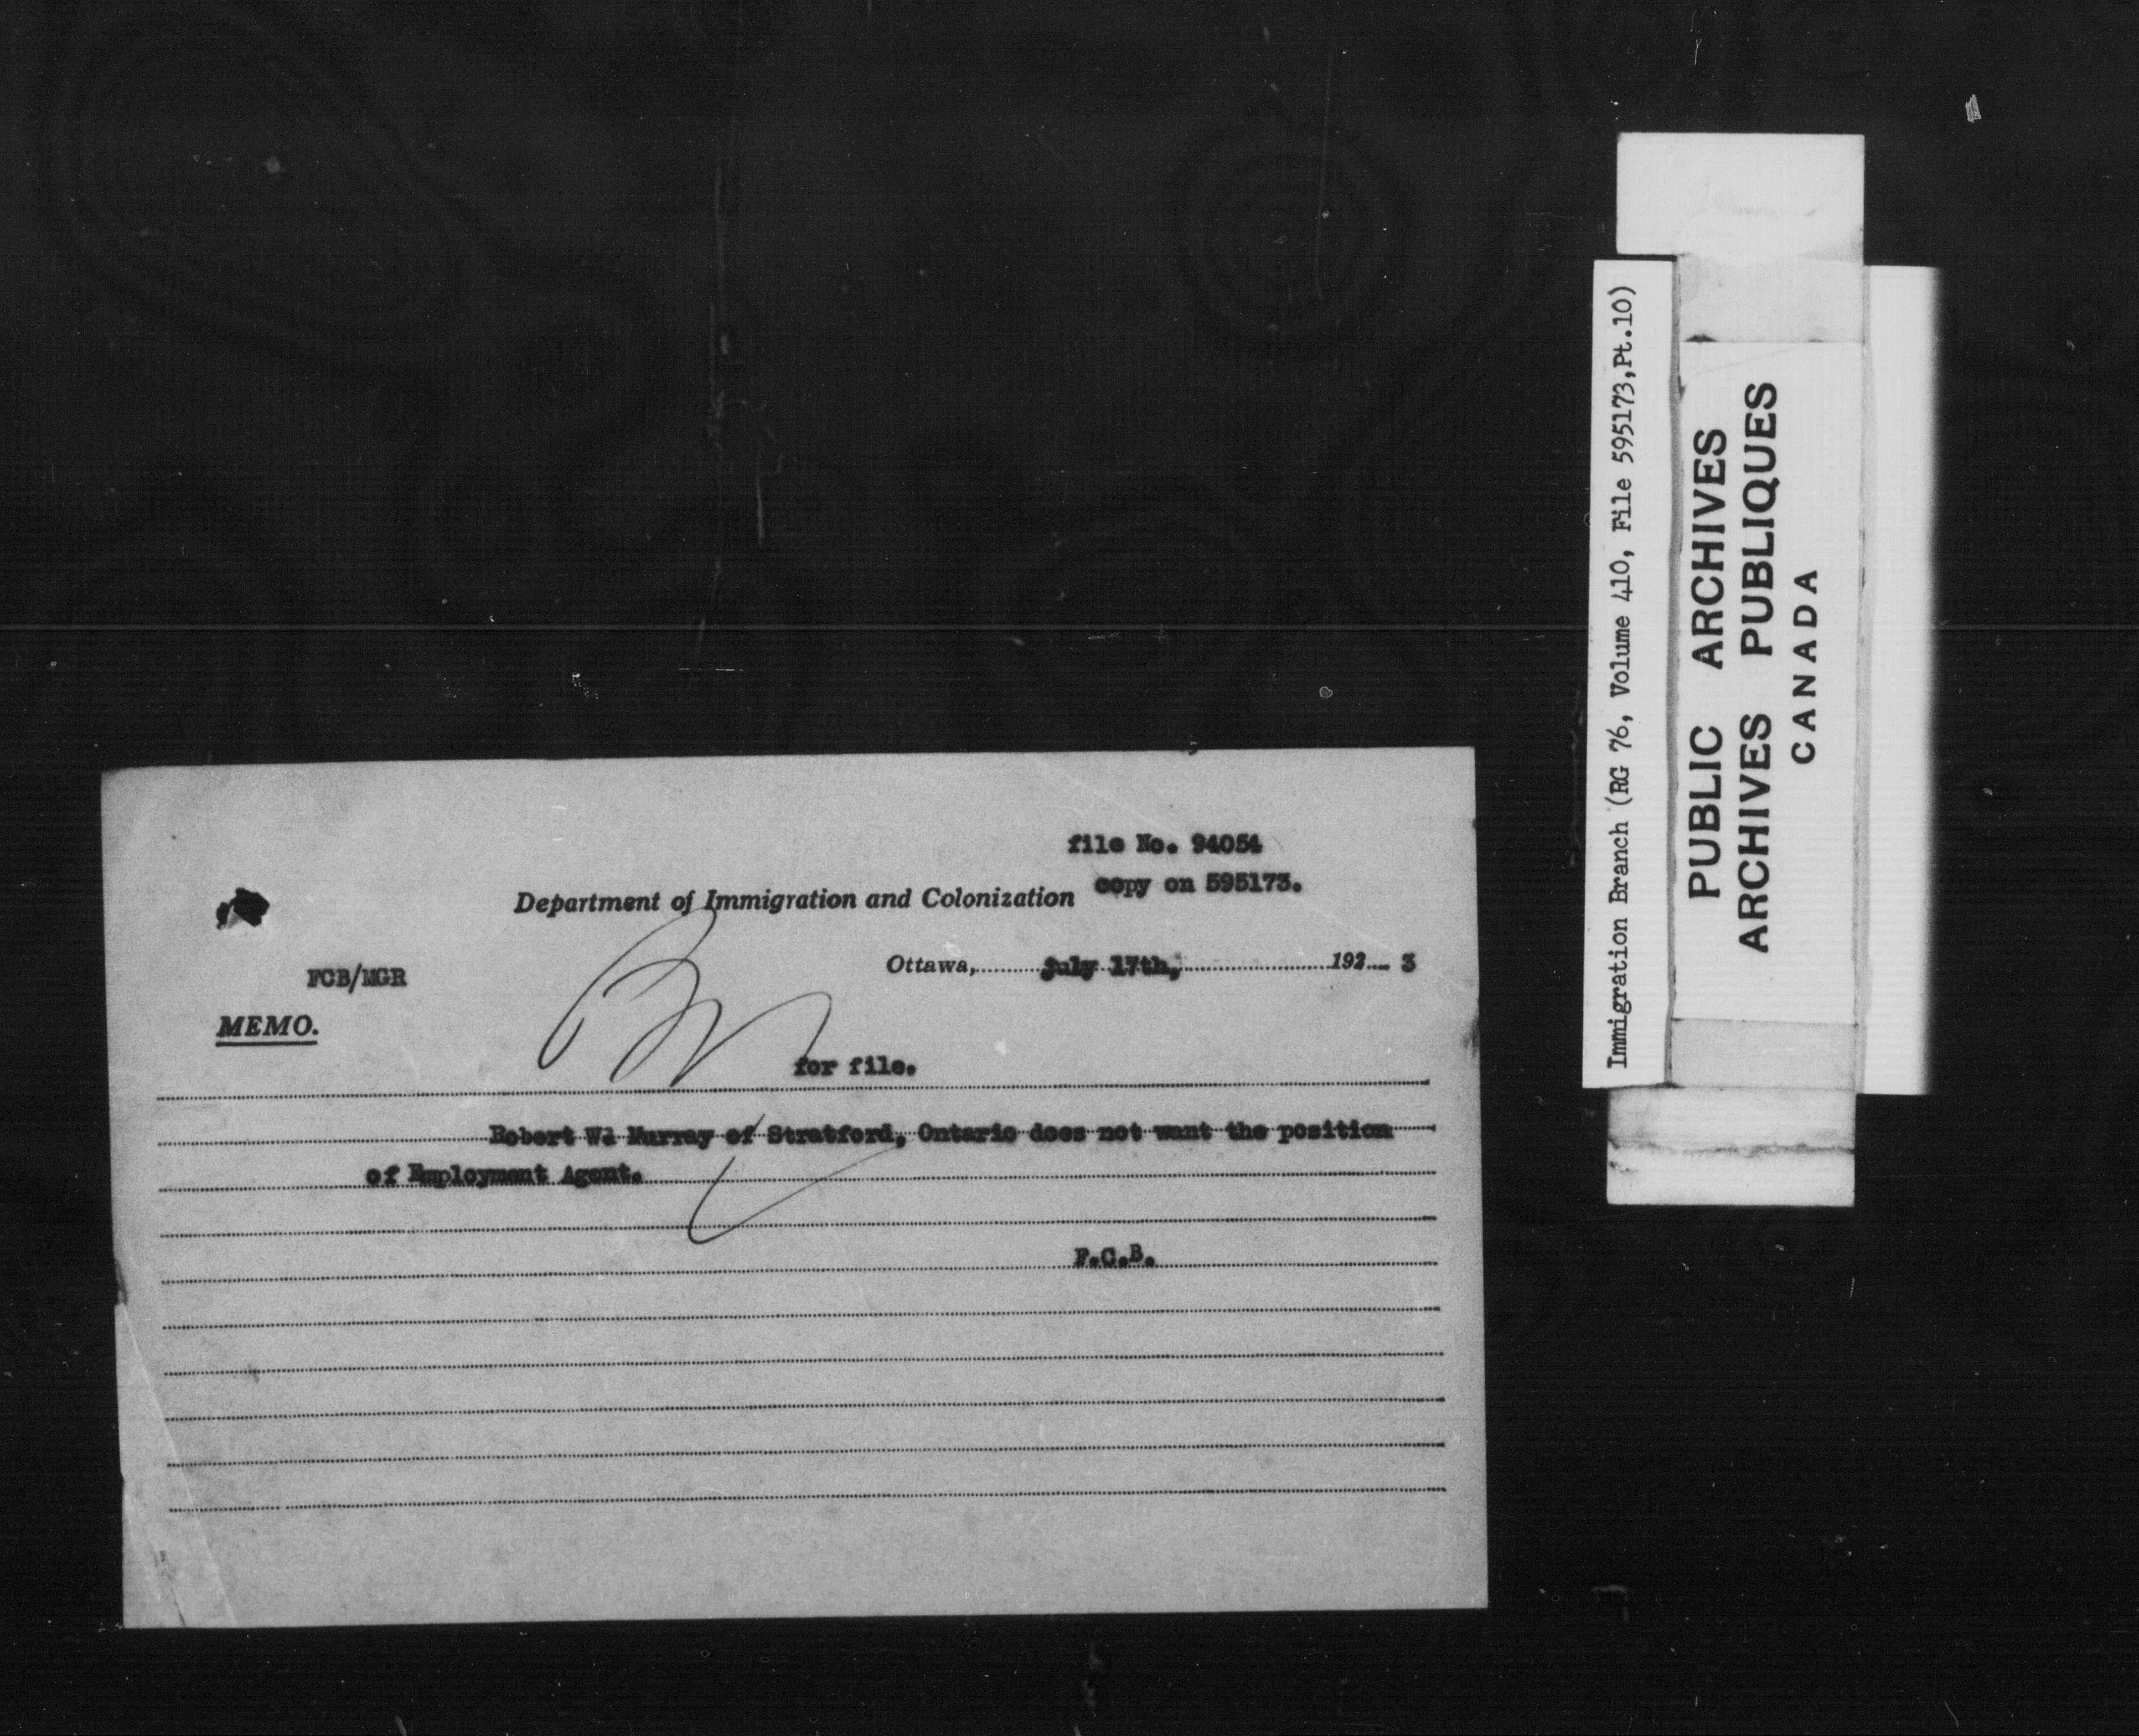 file No. 94054
copy on 595173.
Department of Immigration and Colonization
Ottawa, July 17th, 192 3
FCB/MGR
MEMO.
for file.
Robert W. Murray of Stratford, Ontario does not want the position
of Employment Agent.
F.C.B.
Immigration Branch (RG 76, Volume 410, File 595173,Pt.10)
PUBLIC ARCHIVES
ARCHIVES PUBLIQUES
CANADA